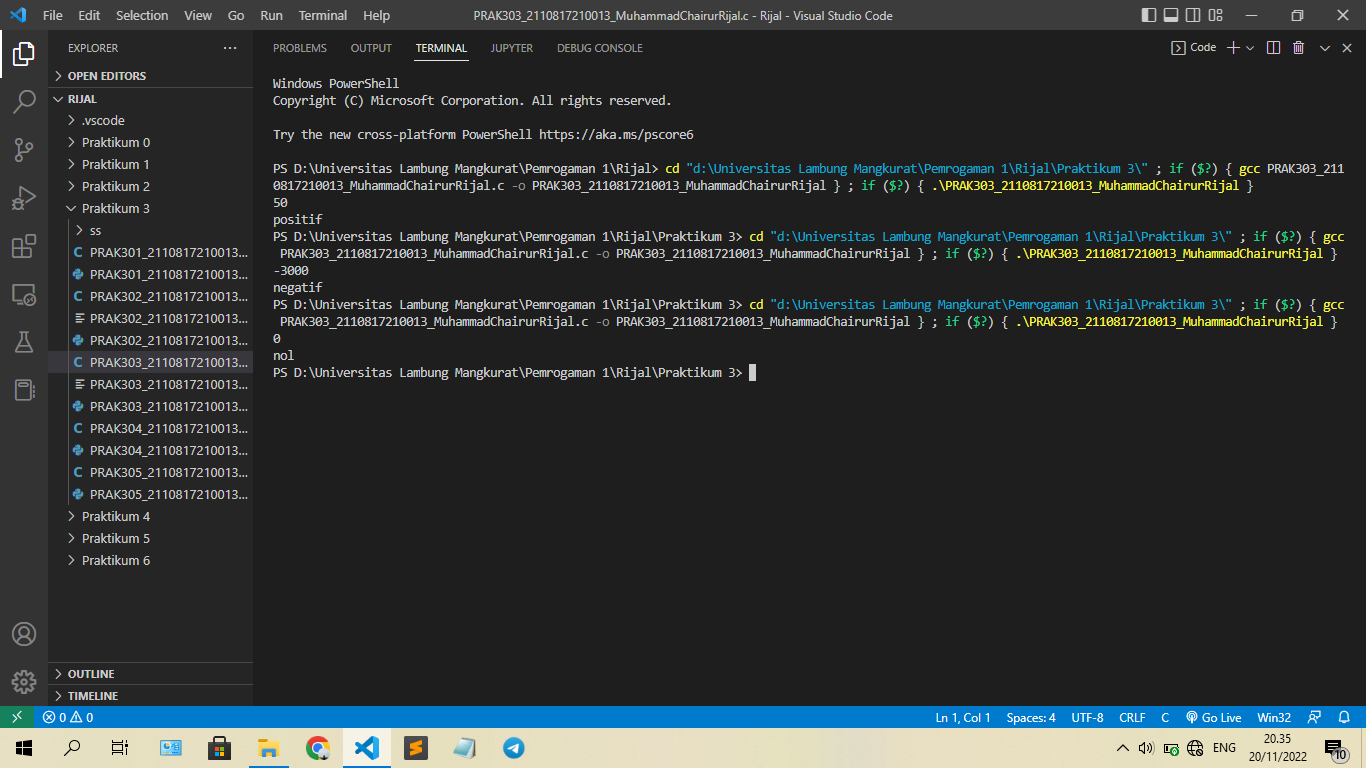 File Edit Selection View Go Run Terminal Help PRAK303_2110817210013_MuhammadChairurRijal.c - Rijal - Visual Studio Code
EXPLORER
OPEN EDITORS
RIJAL
.vscode
Praktikum 0
Praktikum 1
Praktikum 2
Praktikum 3
ss
PRAK301_2110817210013...
PRAK301_2110817210013...
PRAK302_2110817210013...
PRAK302_2110817210013...
PRAK302_2110817210013...
PRAK303_2110817210013...
PRAK303_2110817210013...
PRAK303_2110817210013...
PRAK304_2110817210013...
PRAK304_2110817210013...
PRAK305_2110817210013...
PRAK305_2110817210013...
Praktikum 4
Praktikum 5
Praktikum 6
OUTLINE
TIMELINE
PROBLEMS OUTPUT TERMINAL JUPYTER DEBUG CONSOLE Code
Windows PowerShell
Copyright (C) Microsoft Corporation. All rights reserved.
Try the new cross-platform PowerShell https://aka.ms/pscore6
PS D:\Universitas Lambung Mangkurat\Pemrogaman 1\Rijal> cd "d:\Universitas Lambung Mangkurat\Pemrogaman 1\Rijal\Praktikum 3\" ; if ($?) { gcc PRAK303_211
0817210013_MuhammadChairurRijal.c -o PRAK303_2110817210013_MuhammadChairurRijal } ; if ($?) { .\PRAK303_2110817210013_MuhammadChairurRijal }
50
positif
PS D:\Universitas Lambung Mangkurat\Pemrogaman 1\Rijal\Praktikum 3> cd "d:\Universitas Lambung Mangkurat\Pemrogaman 1\Rijal\Praktikum 3\" ; if ($?) { gcc
PRAK303_2110817210013_MuhammadChairurRijal.c -o PRAK303_2110817210013_MuhammadChairurRijal } ; if ($?) { .\PRAK303_2110817210013_MuhammadChairurRijal }
-3000
negatif
PS D:\Universitas Lambung Mangkurat\Pemrogaman 1\Rijal\Praktikum 3> cd "d:\Universitas Lambung Mangkurat\Pemrogaman 1\Rijal\Praktikum 3\" ; if ($?) { gcc
PRAK303_2110817210013_MuhammadChairurRijal.c -o PRAK303_2110817210013_MuhammadChairurRijal } ; if ($?) { .\PRAK303_2110817210013_MuhammadChairurRijal }
0
nol
PS D:\Universitas Lambung Mangkurat\Pemrogaman 1\Rijal\Praktikum 3>
0 0 Ln 1, Col 1 Spaces: 4 UTF-8 CRLF C Go Live Win32
ENG
20.35
20/11/2022
10